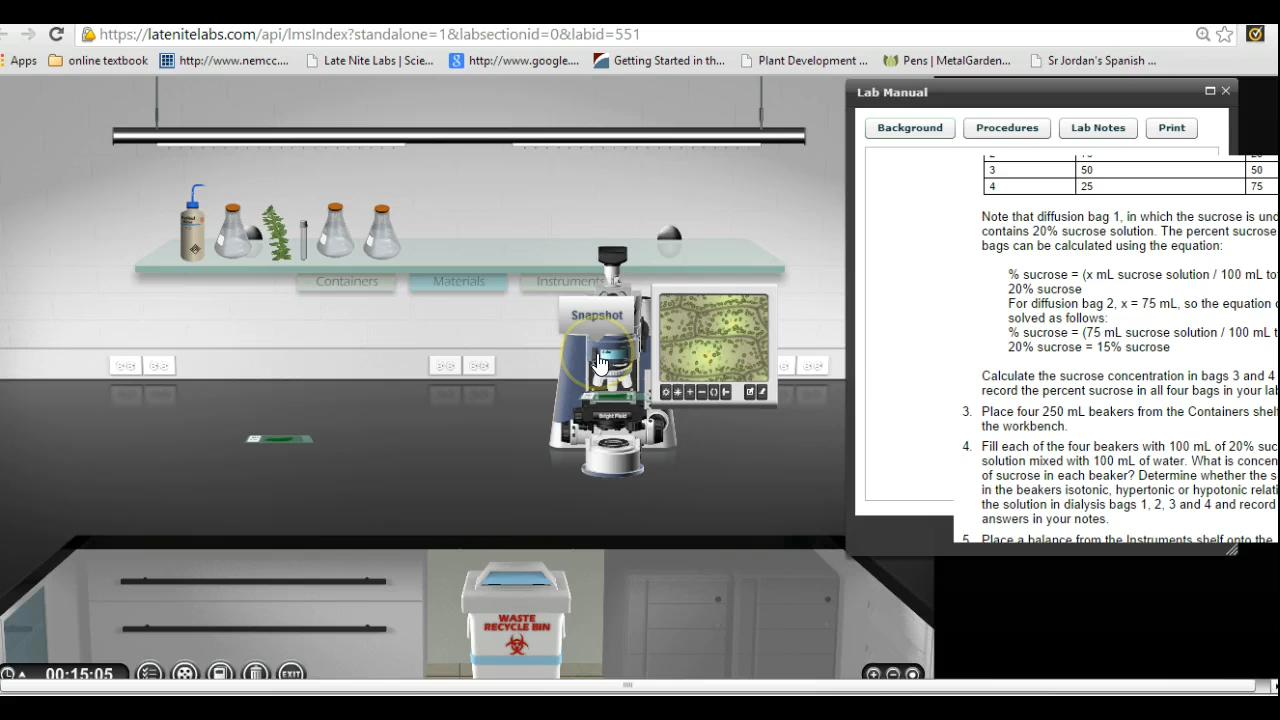 https://latenitelabs.com/api/lmsIndex?standalone=1&labsectionid=0&labid=551
Apps online textbook http://www.nemcc.... Late Nite Labs | Scie... http://www.google.... Getting Started in th... Plant Development ... Pens | MetalGarden... Sr Jordan's Spanish ...
Lab Manual
Background Procedures Lab Notes Print
3 50 50
4 25 75
Note that diffusion bag 1, in which the sucrose is unc
contains 20% sucrose solution. The percent sucrose
bags can be calculated using the equation:
% sucrose = (x mL sucrose solution / 100 mL to
20% sucrose
For diffusion bag 2, x = 75 mL, so the equation c
solved as follows:
% sucrose = (75 mL sucrose solution / 100 mL t
20% sucrose = 15% sucrose
Calculate the sucrose concentration in bags 3 and 4
record the percent sucrose in all four bags in your la
3. Place four 250 mL beakers from the Containers shel
the workbench.
4. Fill each of the four beakers with 100 mL of 20% suc
solution mixed with 100 mL of water. What is concen
of sucrose in each beaker? Determine whether the s
in the beakers isotonic, hypertonic or hypotonic relati
the solution in dialysis bags 1, 2, 3 and 4 and record
answers in your notes.
5. Place a balance from the Instruments shelf onto the
Containers Materials Instruments
Snapshot
Bright Field
WASTE
RECYCLE BIN
00:15:05
EXIT